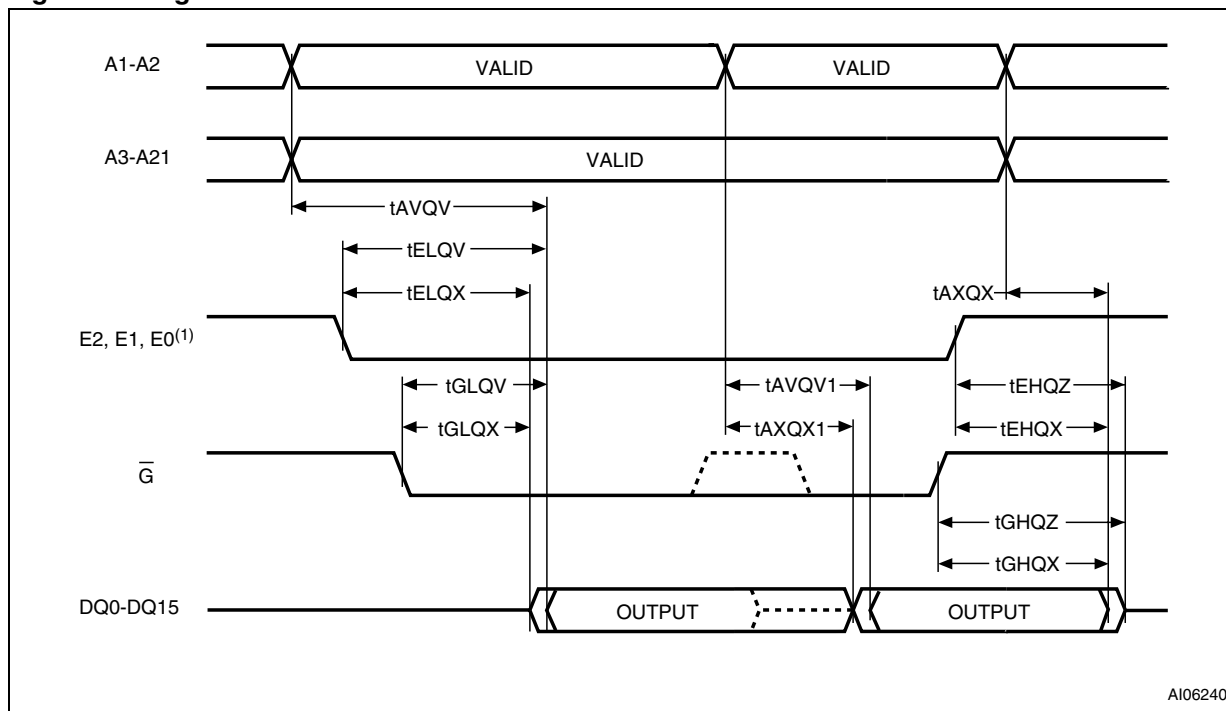 A1-A2
VALID
VALID
A3-A21
VALID
tAVQV
tELQV
tELQX
tAXQX
E2, E1, E0(1)
tGLQV
tAVQV1
tEHQZ
tGLQX
tAXQX1
tEHQX
G
tGHQZ
tGHQX
DQ0-DQ15
OUTPUT
OUTPUT
AI06240